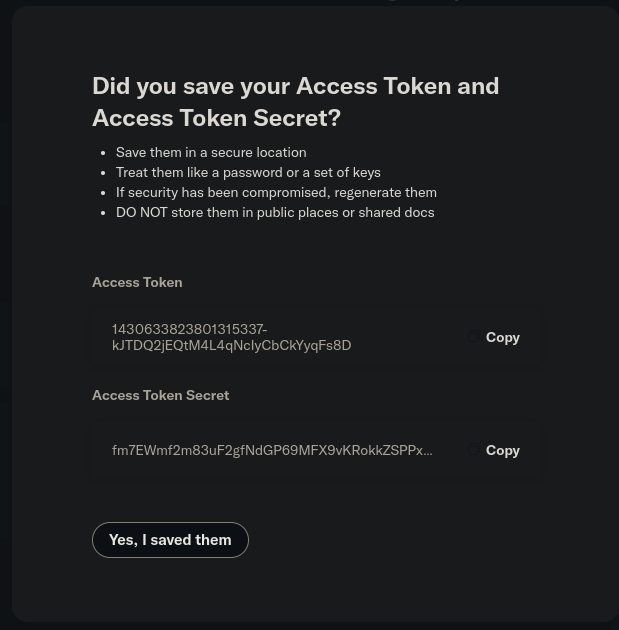 Did you save your Access Token and
Access Token Secret?
• Save them in a secure location
• Treat them like a password or a set of keys
• If security has been compromised, regenerate them
• DO NOT store them in public places or shared docs
Access Token
1430633823801315337-
kJTDQ2jEQtM4L4qNcIyCbCkYyqFs8D
Copy
Access Token Secret
fm7EWmf2m83uF2gfNdGP69MFX9vKRokkZSPPx...
Copy
Yes, I saved them